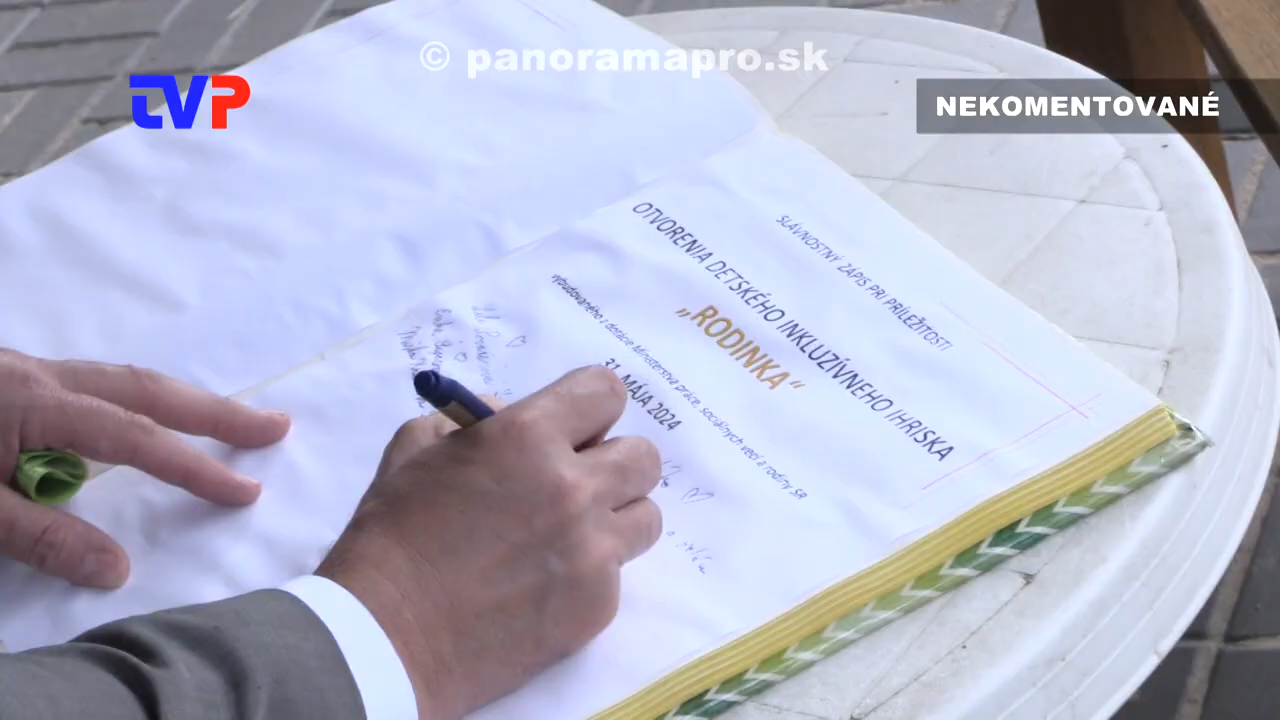 © panoramapro.sk
TVP
NEKOMENTOVANÉ
SLÁVNOSTNÝ ZÁPIS PRI PRÍLEŽITOSTI
OTVORENIA DETSKÉHO INKLUZÍVNEHO IHRISKA
„RODINKA“
vybudovaného z dotácie Ministerstva práce, sociálnych vecí a rodiny SR
31. MÁJA 2024